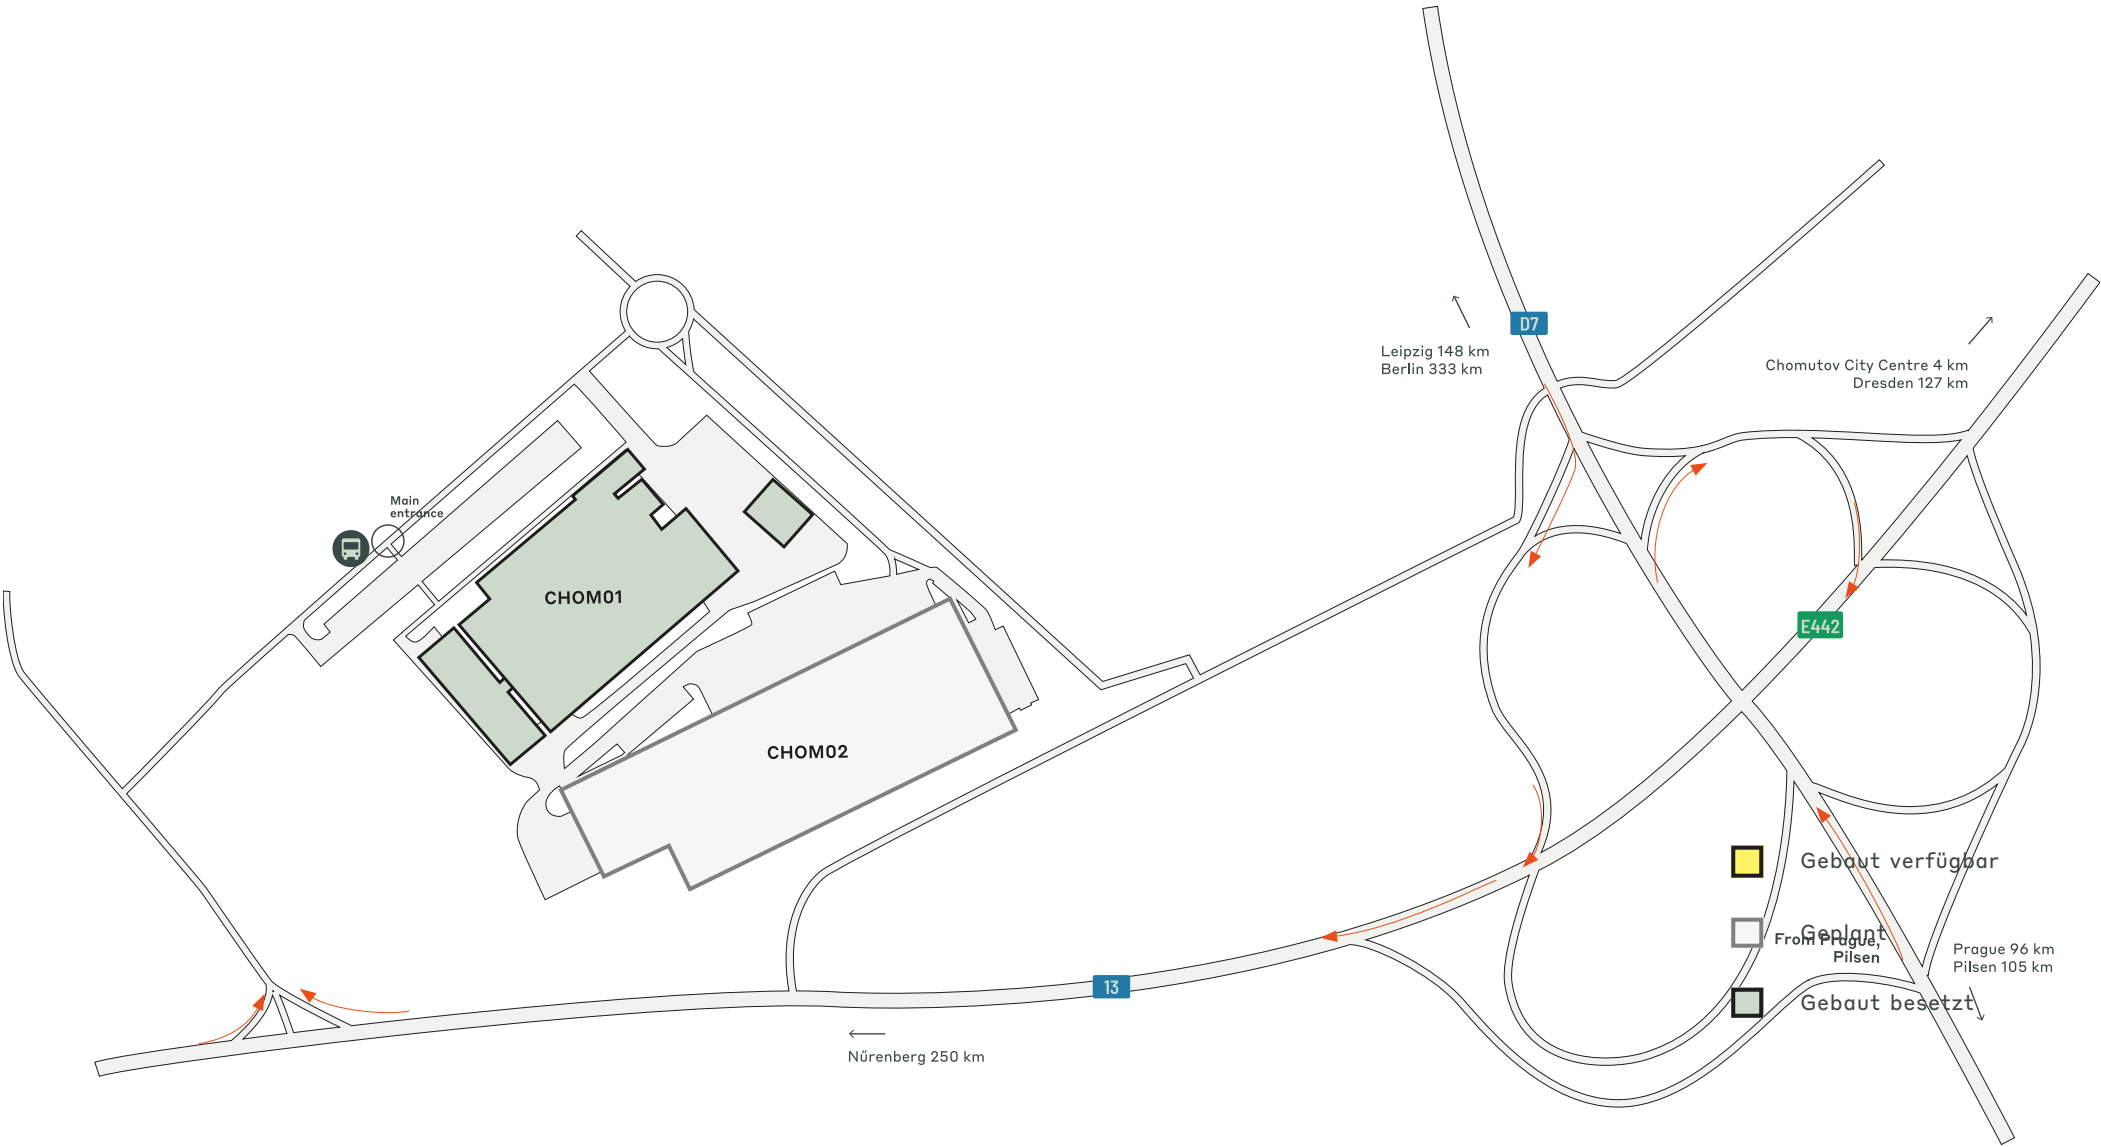 D7
Leipzig 148 km
Berlin 333 km
Chomutov City Centre 4 km
Dresden 127 km
Main
entrance
CHOM01
E442
CHOM02
Gebaut verfügbar
Geplant
From Prague,
Pilsen
Prague 96 km
Pilsen 105 km
13
Gebaut besetzt
Nűrenberg 250 km